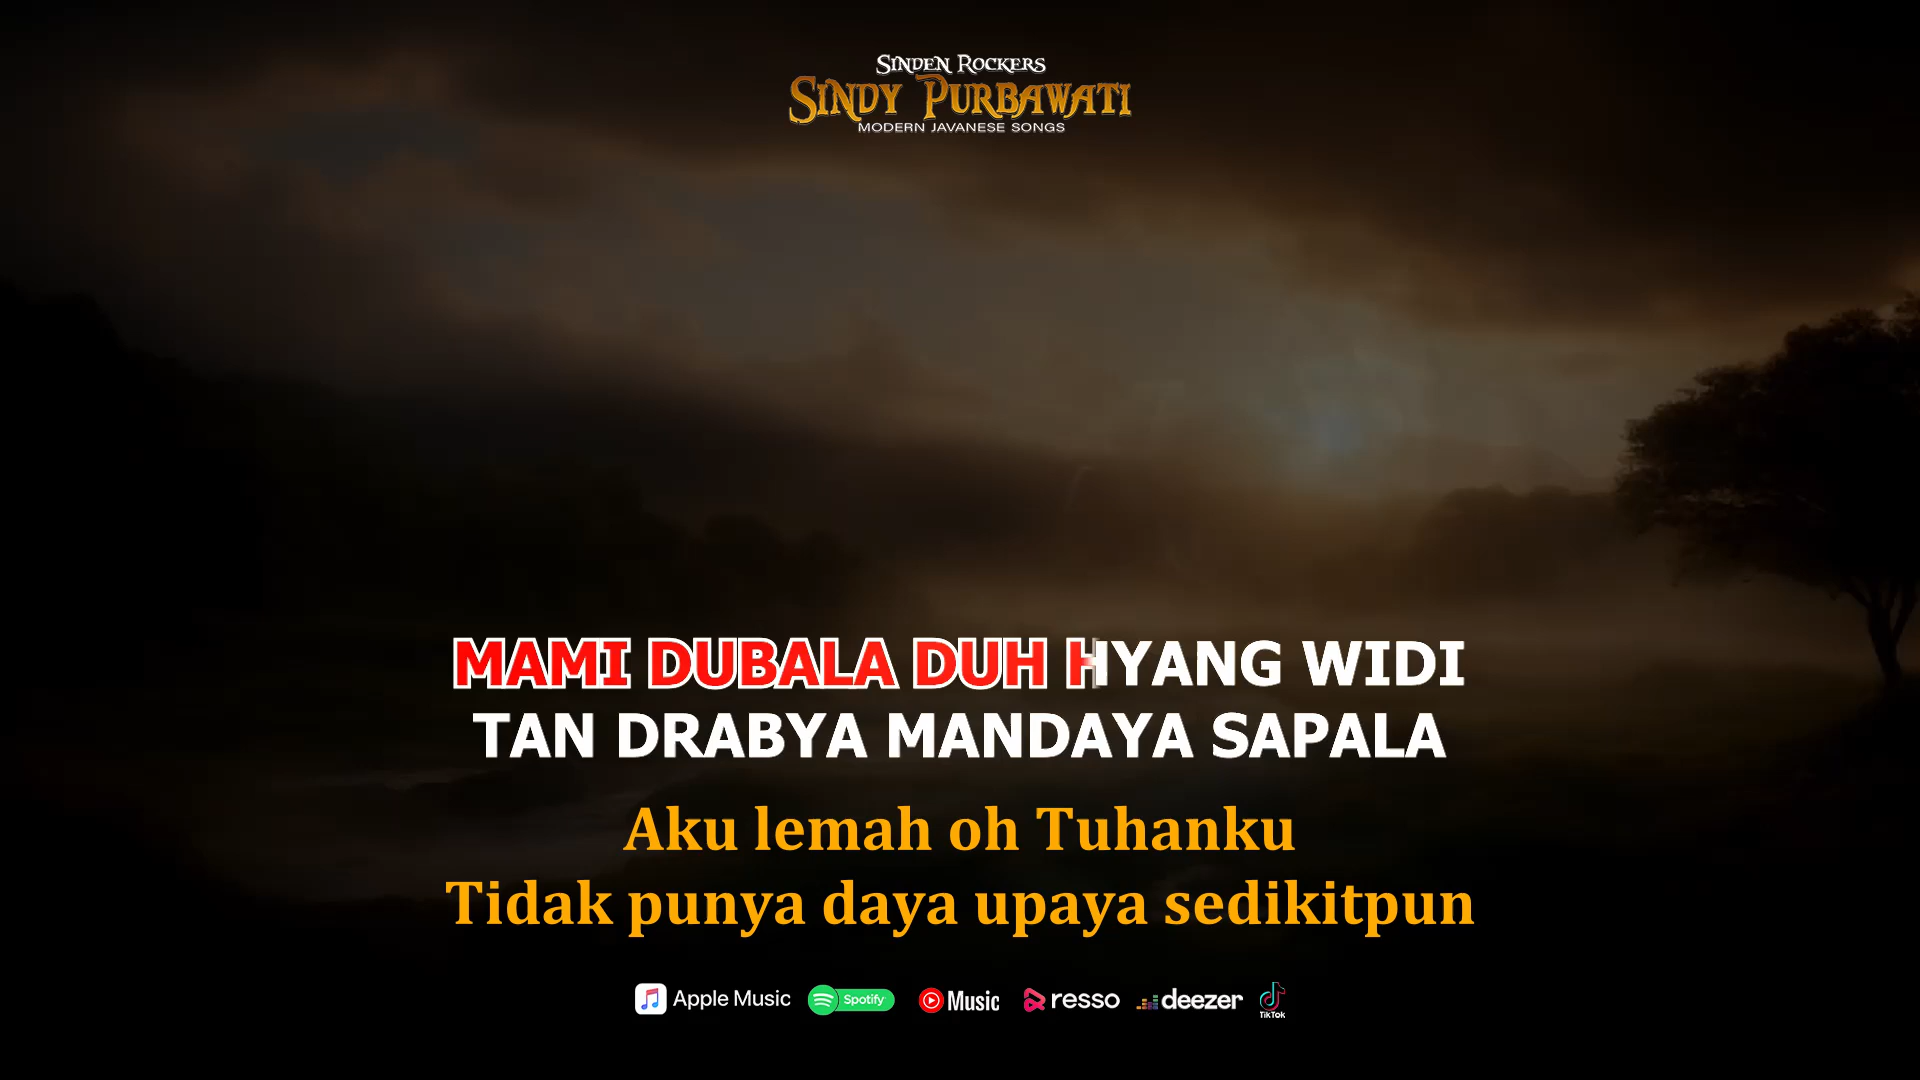 SINDEN ROCKERS
SINDY PURBAWATI
MODERN JAVANESE SONGS
MAMI DUBALA DUH HYANG WIDI
TAN DRABYA MANDAYA SAPALA
Aku lemah oh Tuhanku
Tidak punya daya upaya sedikitpun
Apple Music Spotify Music resso deezer TikTok